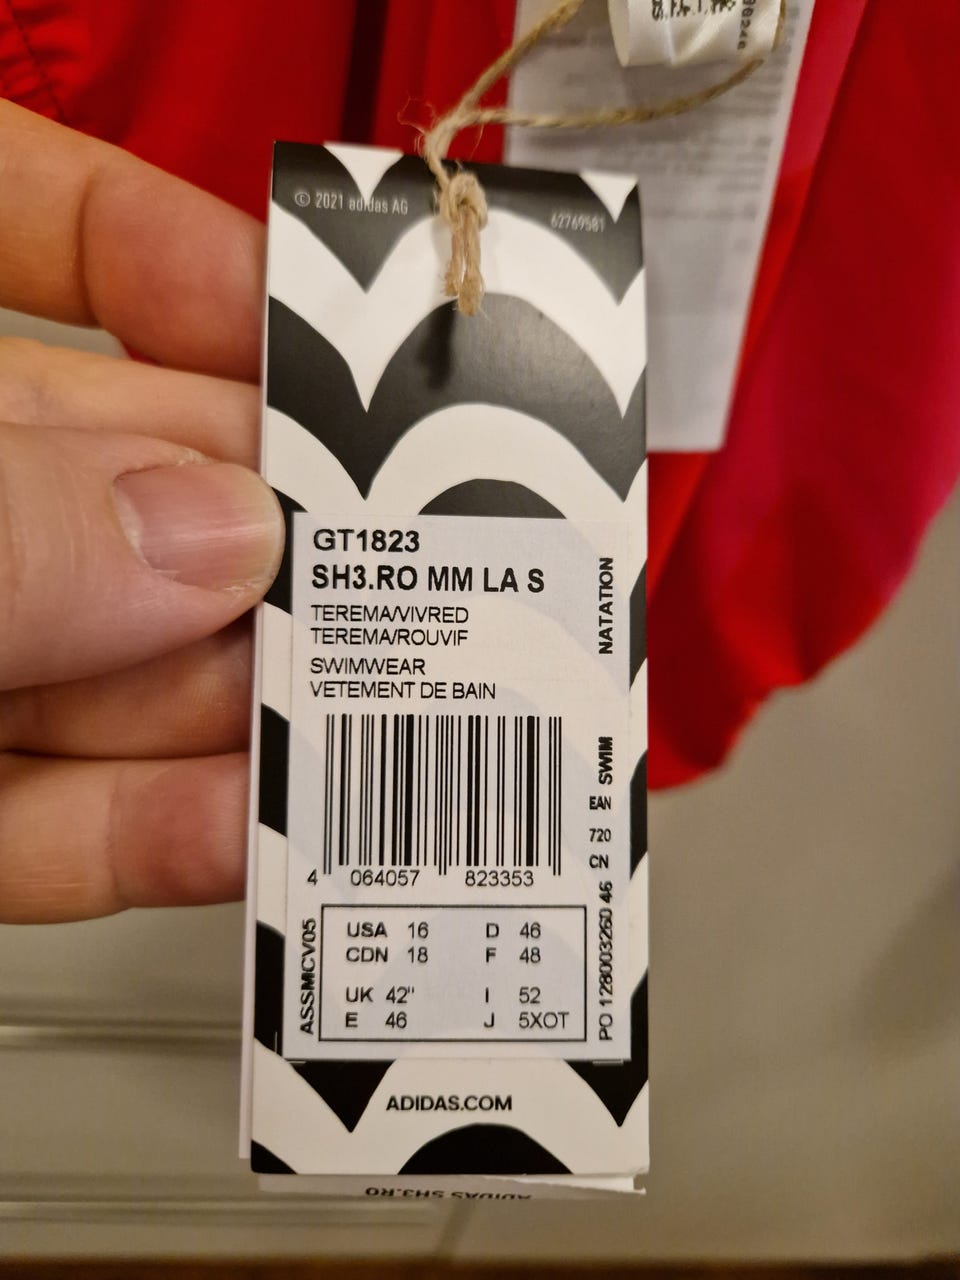 © 2021 adidas AG
62769581
GT1823
SH3.RO MM LA S
TEREMA/VIVRED
TEREMA/ROUVIF
SWIMWEAR
VETEMENT DE BAIN
NATATION
SWIM
EAN
720
CN
4 064057 823353
ASSMCV05
USA 16 D 46
CDN 18 F 48
UK 42" I 52
E 46 J 5XOT
PO 128003260 46
ADIDAS.COM
ADIDAS SH3.RO